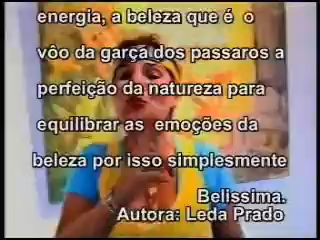 energia, a beleza que é o
vôo da garça dos passaros a
perfeição da natureza para
equilibrar as emoções da
beleza por isso simplesmente
Belissima.
Autora: Leda Prado